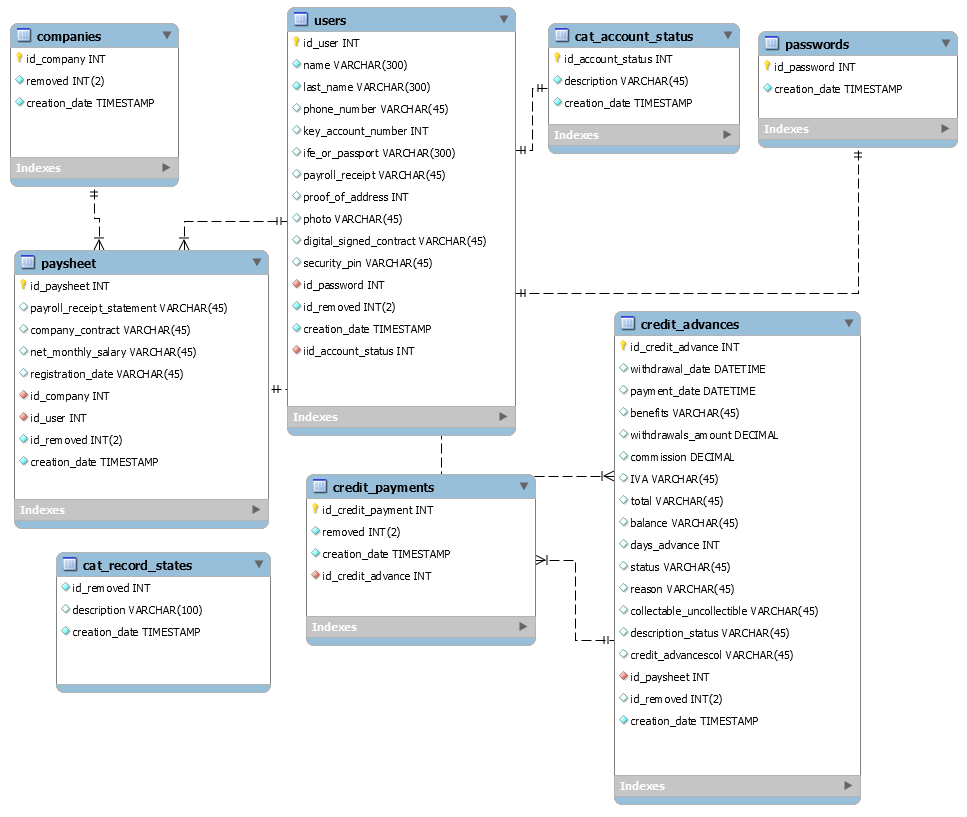 companies
id_company INT
removed INT(2)
creation_date TIMESTAMP
Indexes
users
id_user INT
name VARCHAR(300)
last_name VARCHAR(300)
phone_number VARCHAR(45)
key_account_number INT
ife_or_passport VARCHAR(300)
payroll_receipt VARCHAR(45)
proof_of_address INT
photo VARCHAR(45)
digital_signed_contract VARCHAR(45)
security_pin VARCHAR(45)
id_password INT
id_removed INT(2)
creation_date TIMESTAMP
iid_account_status INT
Indexes
cat_account_status
id_account_status INT
description VARCHAR(45)
creation_date TIMESTAMP
Indexes
passwords
id_password INT
creation_date TIMESTAMP
Indexes
paysheet
id_paysheet INT
payroll_receipt_statement VARCHAR(45)
company_contract VARCHAR(45)
net_monthly_salary VARCHAR(45)
registration_date VARCHAR(45)
id_company INT
id_user INT
id_removed INT(2)
creation_date TIMESTAMP
Indexes
credit_advances
id_credit_advance INT
withdrawal_date DATETIME
payment_date DATETIME
benefits VARCHAR(45)
withdrawals_amount DECIMAL
commission DECIMAL
IVA VARCHAR(45)
total VARCHAR(45)
balance VARCHAR(45)
days_advance INT
status VARCHAR(45)
reason VARCHAR(45)
collectable_uncollectible VARCHAR(45)
description_status VARCHAR(45)
credit_advancescol VARCHAR(45)
id_paysheet INT
id_removed INT(2)
creation_date TIMESTAMP
Indexes
credit_payments
id_credit_payment INT
removed INT(2)
creation_date TIMESTAMP
id_credit_advance INT
Indexes
cat_record_states
id_removed INT
description VARCHAR(100)
creation_date TIMESTAMP